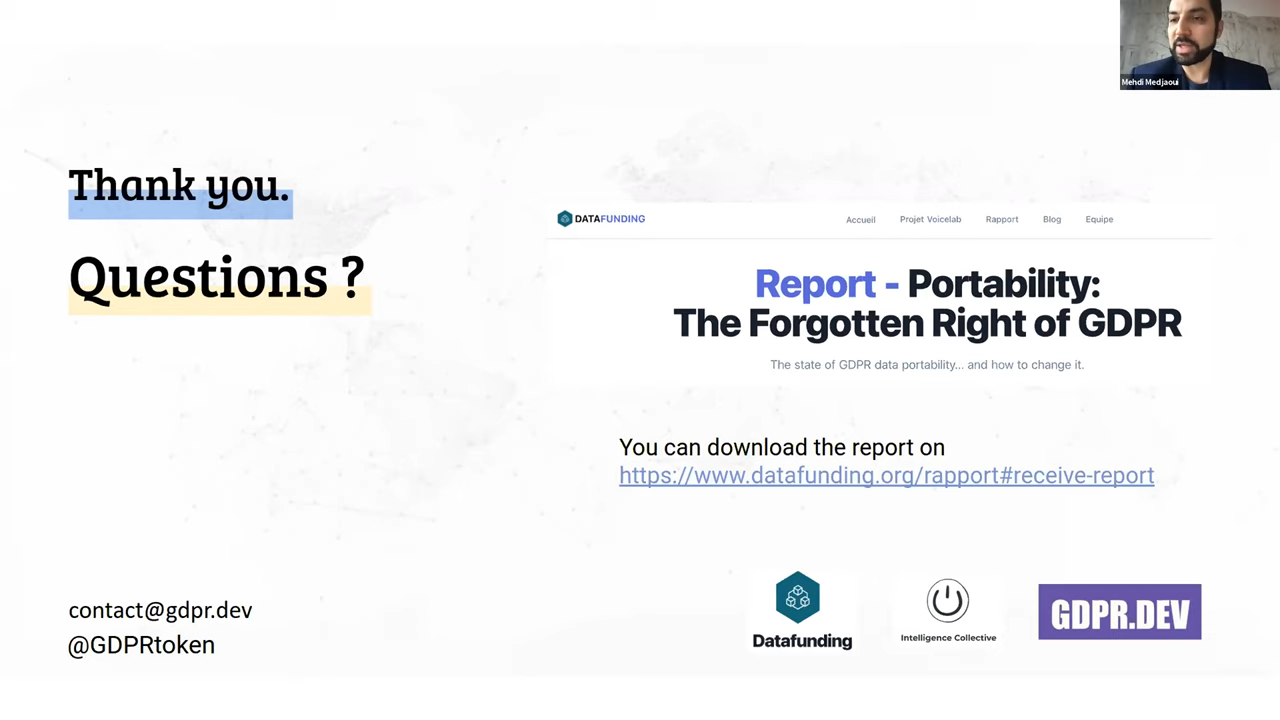 Mehdi Medjaoui
Thank you.
Questions ?
DATAFUNDING
Accueil Projet Voicelab Rapport Blog Equipe
Report - Portability:
The Forgotten Right of GDPR
The state of GDPR data portability... and how to change it.
You can download the report on
https://www.datafunding.org/rapport#receive-report
contact@gdpr.dev
@GDPRtoken
Datafunding
Intelligence Collective
GDPR.DEV